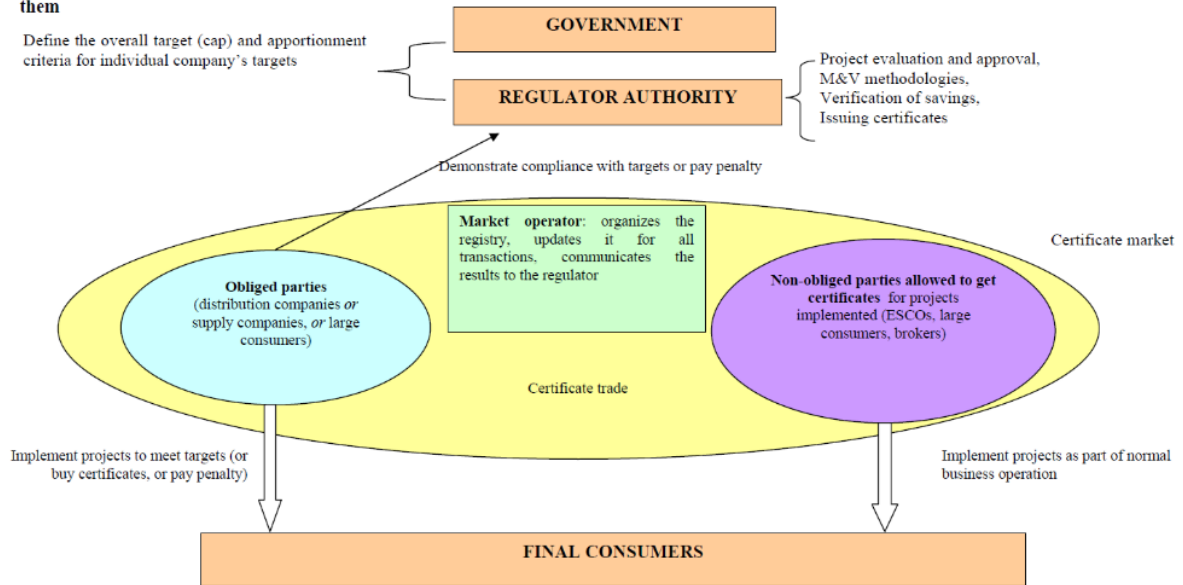 them
Define the overall target (cap) and apportionment
criteria for individual company's targets
GOVERNMENT
REGULATOR AUTHORITY
Project evaluation and approval,
M&V methodologies,
Verification of savings,
Issuing certificates
Demonstrate compliance with targets or pay penalty
Market operator: organizes the
registry, updates it for all
transactions, communicates the
results to the regulator
Certificate market
Obliged parties
(distribution companies or
supply companies, or large
consumers)
Non-obliged parties allowed to get
certificates for projects
implemented (ESCOs, large
consumers, brokers)
Certificate trade
Implement projects to meet targets (or
buy certificates, or pay penalty)
Implement projects as part of normal
business operation
FINAL CONSUMERS